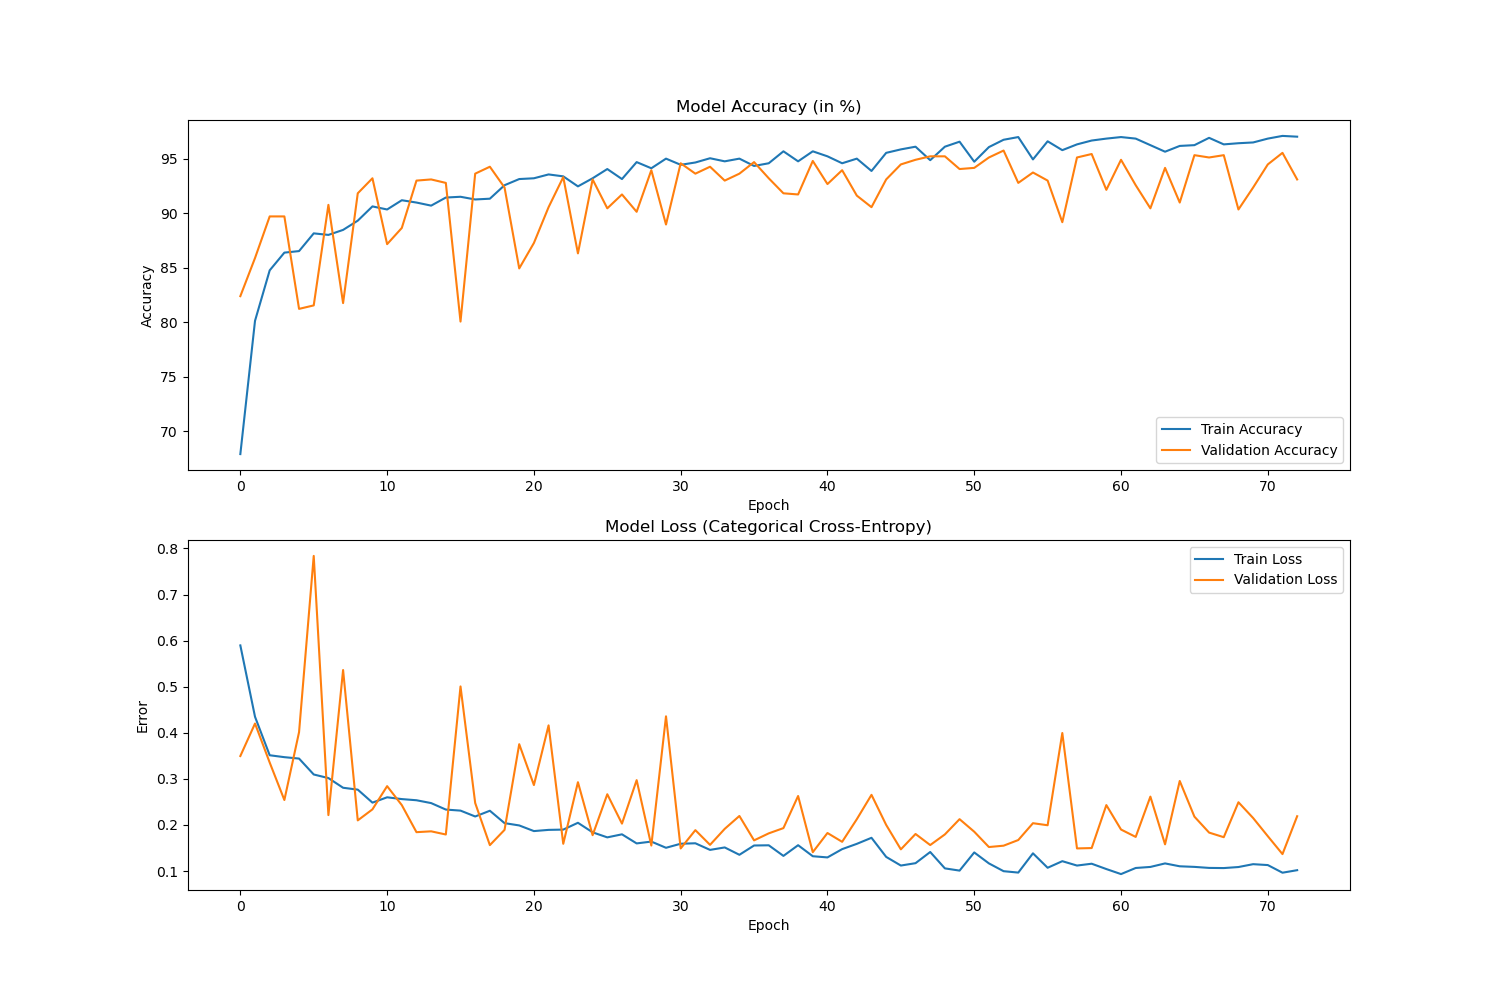 Model Accuracy (in %)
95
90
85
80
75
70
Accuracy
Train Accuracy
Validation Accuracy
0 10 20 30 40 50 60 70
Epoch
Model Loss (Categorical Cross-Entropy)
0.8
0.7
0.6
0.5
0.4
0.3
0.2
0.1
Error
Train Loss
Validation Loss
0 10 20 30 40 50 60 70
Epoch